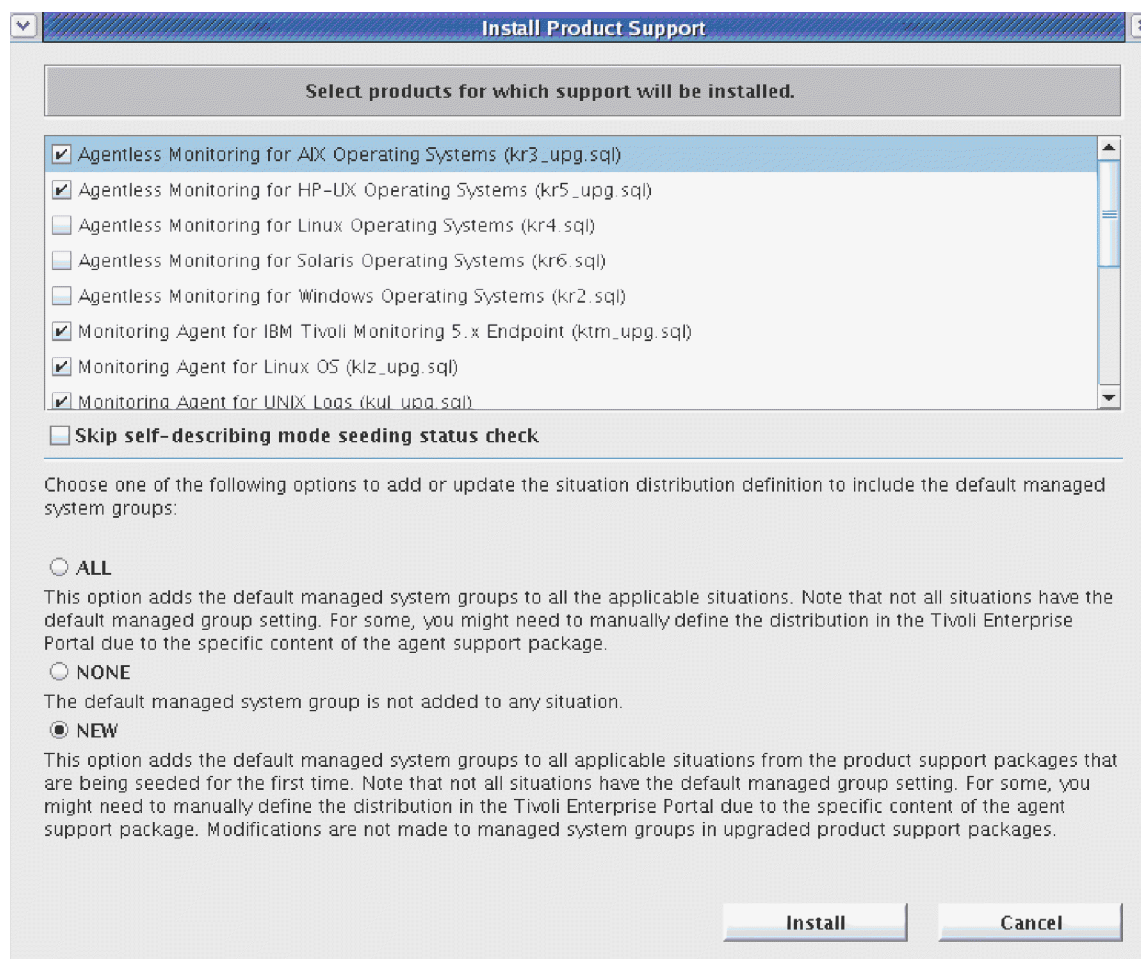 Install Product Support
Select products for which support will be installed.
Agentless Monitoring for AIX Operating Systems (kr3_upg.sql)
Agentless Monitoring for HP-UX Operating Systems (kr5_upg.sql)
Agentless Monitoring for Linux Operating Systems (kr4.sql)
Agentless Monitoring for Solaris Operating Systems (kr6.sql)
Agentless Monitoring for Windows Operating Systems (kr2.sql)
Monitoring Agent for IBM Tivoli Monitoring 5.x Endpoint (ktm_upg.sql)
Monitoring Agent for Linux OS (klz_upg.sql)
Monitoring Agent for UNIX Logs (kul_upg.sql)
Skip self-describing mode seeding status check
Choose one of the following options to add or update the situation distribution definition to include the default managed
system groups:
ALL
This option adds the default managed system groups to all the applicable situations. Note that not all situations have the
default managed group setting. For some, you might need to manually define the distribution in the Tivoli Enterprise
Portal due to the specific content of the agent support package.
NONE
The default managed system group is not added to any situation.
NEW
This option adds the default managed system groups to all applicable situations from the product support packages that
are being seeded for the first time. Note that not all situations have the default managed group setting. For some, you
might need to manually define the distribution in the Tivoli Enterprise Portal due to the specific content of the agent
support package. Modifications are not made to managed system groups in upgraded product support packages.
Install
Cancel